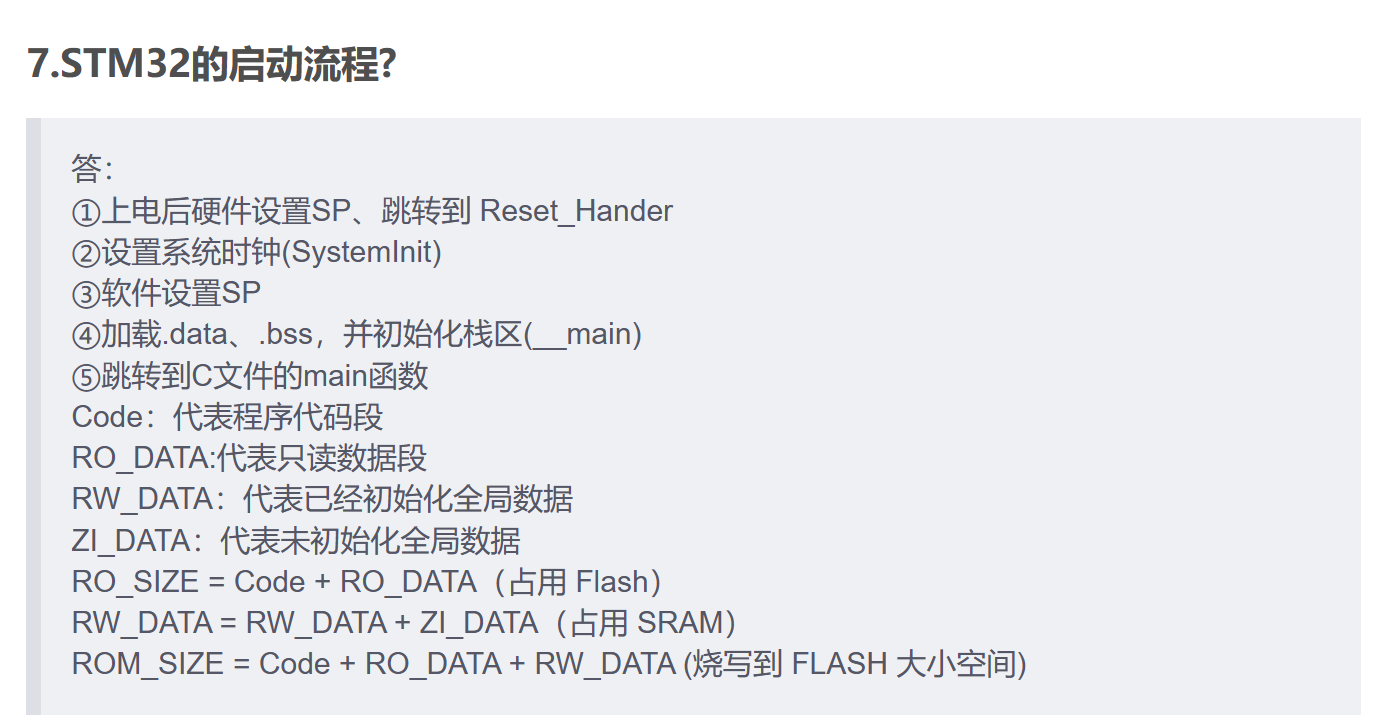 7.STM32的启动流程?
答：
①上电后硬件设置SP、跳转到 Reset_Hander
②设置系统时钟(SystemInit)
③软件设置SP
④加载.data、.bss，并初始化栈区(__main)
⑤跳转到C文件的main函数
Code：代表程序代码段
RO_DATA:代表只读数据段
RW_DATA：代表已经初始化全局数据
ZI_DATA：代表未初始化全局数据
RO_SIZE = Code + RO_DATA（占用 Flash）
RW_DATA = RW_DATA + ZI_DATA（占用 SRAM）
ROM_SIZE = Code + RO_DATA + RW_DATA (烧写到 FLASH 大小空间)